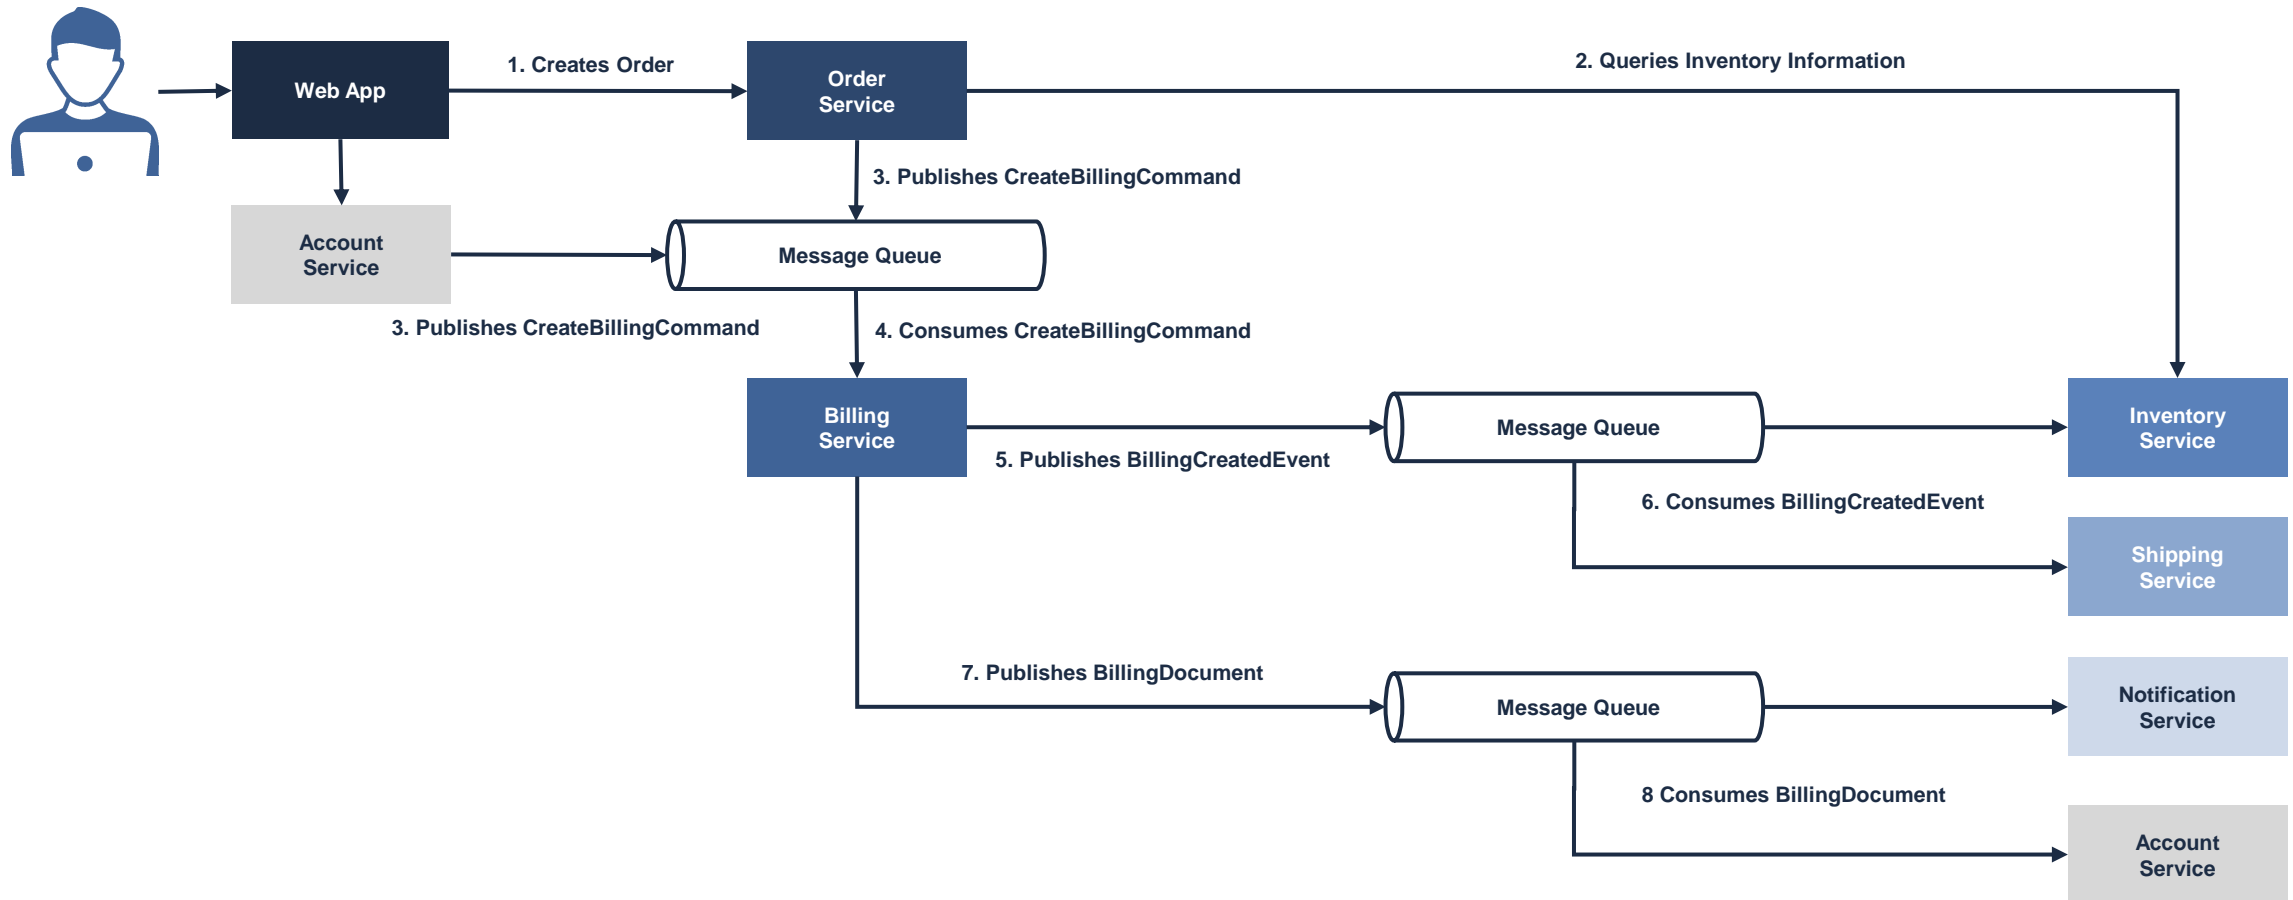 Web App
1. Creates Order
Order
Service
2. Queries Inventory Information
3. Publishes CreateBillingCommand
Account
Service
Message Queue
3. Publishes CreateBillingCommand
4. Consumes CreateBillingCommand
Billing
Service
5. Publishes BillingCreatedEvent
Message Queue
Inventory
Service
6. Consumes BillingCreatedEvent
Shipping
Service
7. Publishes BillingDocument
Message Queue
Notification
Service
8 Consumes BillingDocument
Account
Service